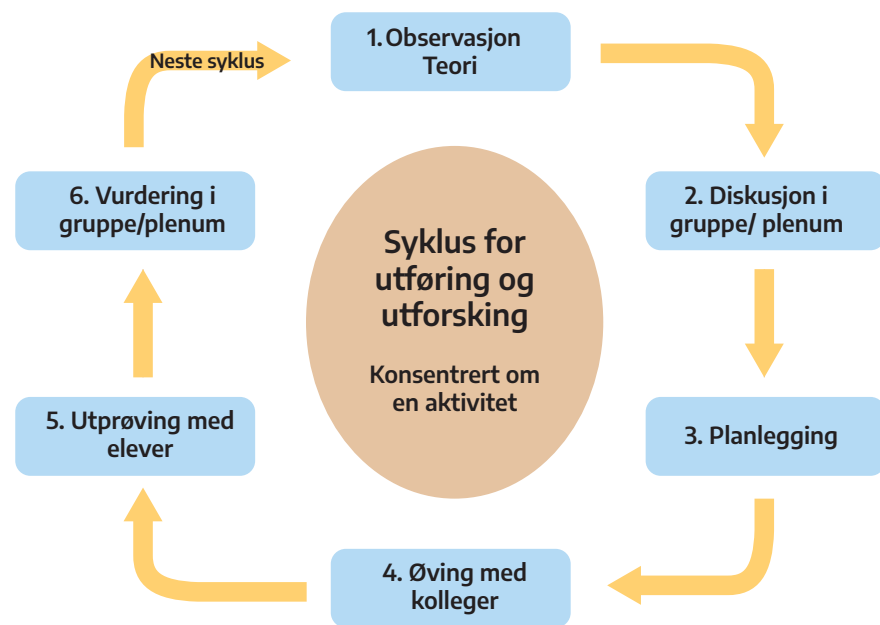 1. Observasjon
Teori
2. Diskusjon i
gruppe/ plenum
3. Planlegging
4. Øving med
kolleger
5. Utprøving med
elever
6. Vurdering i
gruppe/plenum
Neste syklus
Syklus for
utføring og
utforsking
Konsentrert om
en aktivitet